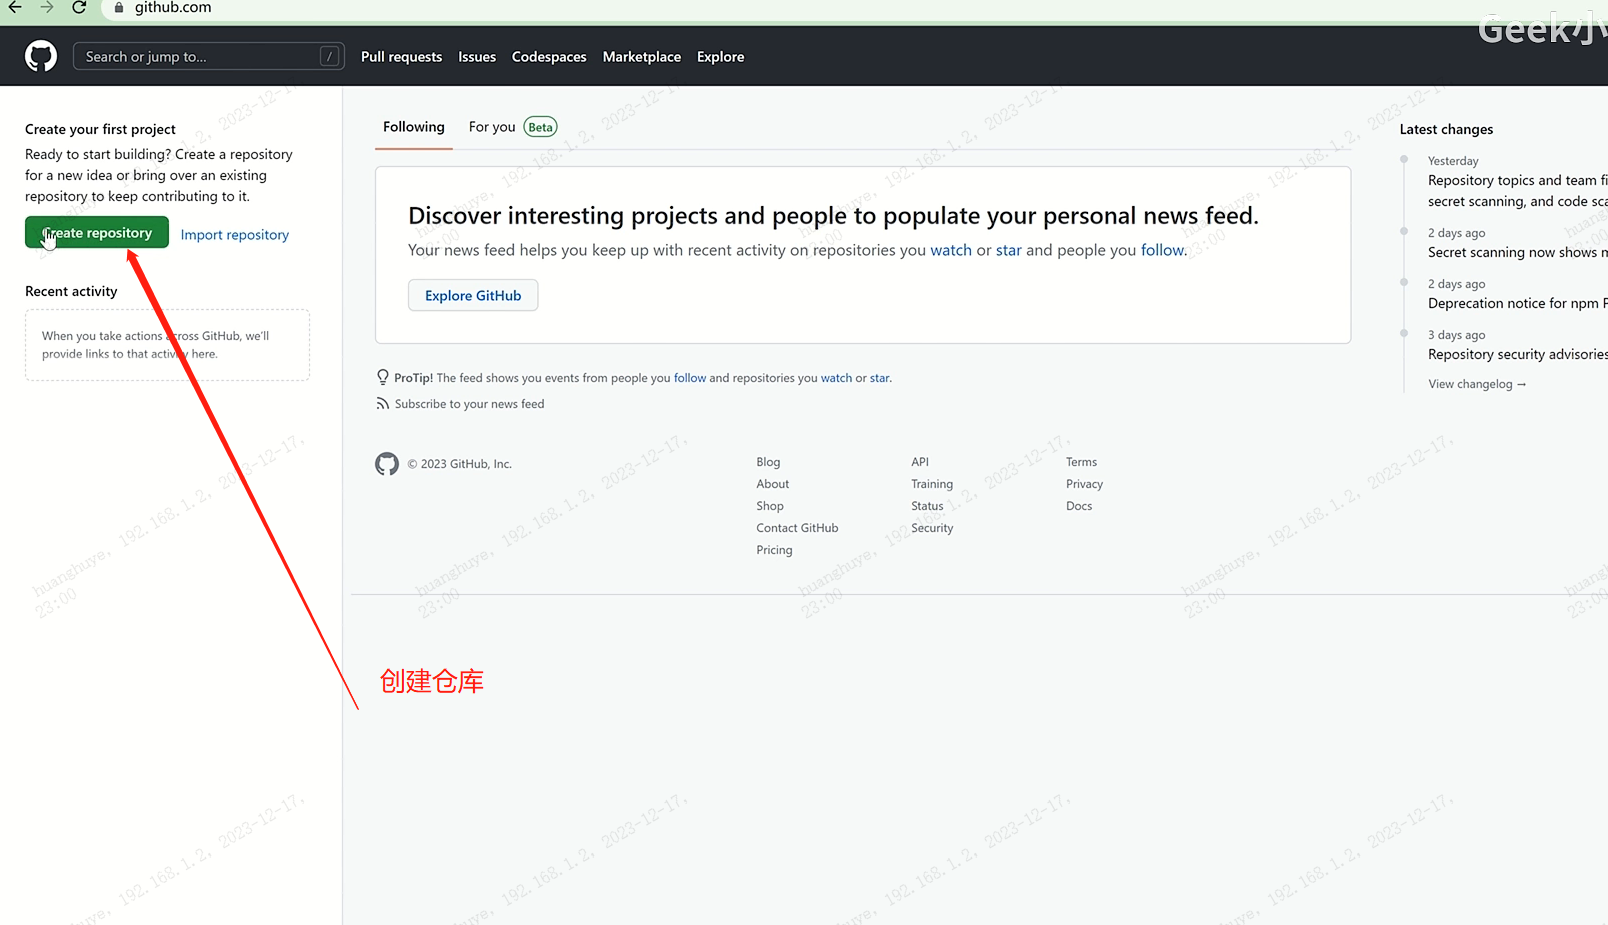 github.com
Geek小
Search or jump to... /
Pull requests
Issues
Codespaces
Marketplace
Explore
Create your first project
Ready to start building? Create a repository
for a new idea or bring over an existing
repository to keep contributing to it.
Create repository
Import repository
Recent activity
When you take actions across GitHub, we'll
provide links to that activity here.
Following
For you
Beta
Discover interesting projects and people to populate your personal news feed.
Your news feed helps you keep up with recent activity on repositories you watch or star and people you follow.
Explore GitHub
ProTip! The feed shows you events from people you follow and repositories you watch or star.
Subscribe to your news feed
© 2023 GitHub, Inc.
Blog
About
Shop
Contact GitHub
Pricing
API
Training
Status
Security
Terms
Privacy
Docs
Latest changes
Yesterday
Repository topics and team
secret scanning, and code
2 days ago
Secret scanning now shows
2 days ago
Deprecation notice for npm
3 days ago
Repository security advisories
View changelog →
创建仓库
huanghuye, 192.168.1.2, 2023-12-17,
23:00